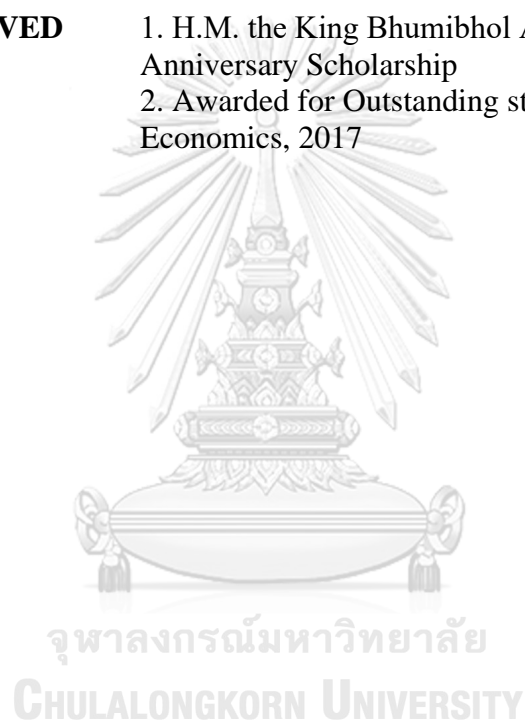 VED 1. H.M. the King Bhumibhol
Anniversary Scholarship
2. Awarded for Outstanding
Economics, 2017
จุฬาลงกรณ์มหาวิทยาลัย
CHULALONGKORN UNIVERSITY